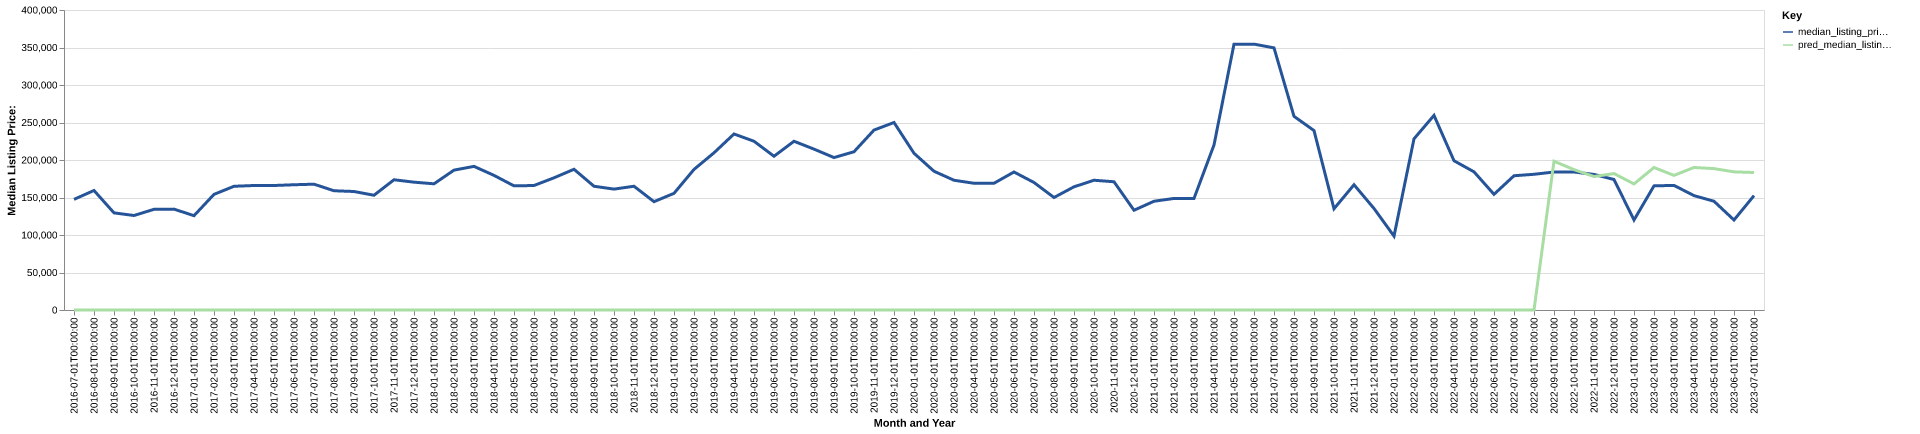 400,000
350,000
300,000
250,000
200,000
150,000
100,000
50,000
0
Median Listing Price:
2016-07-01T00:00:00
2016-08-01T00:00:00
2016-09-01T00:00:00
2016-10-01T00:00:00
2016-11-01T00:00:00
2016-12-01T00:00:00
2017-01-01T00:00:00
2017-02-01T00:00:00
2017-03-01T00:00:00
2017-04-01T00:00:00
2017-05-01T00:00:00
2017-06-01T00:00:00
2017-07-01T00:00:00
2017-08-01T00:00:00
2017-09-01T00:00:00
2017-10-01T00:00:00
2017-11-01T00:00:00
2017-12-01T00:00:00
2018-01-01T00:00:00
2018-02-01T00:00:00
2018-03-01T00:00:00
2018-04-01T00:00:00
2018-05-01T00:00:00
2018-06-01T00:00:00
2018-07-01T00:00:00
2018-08-01T00:00:00
2018-09-01T00:00:00
2018-10-01T00:00:00
2018-11-01T00:00:00
2018-12-01T00:00:00
2019-01-01T00:00:00
2019-02-01T00:00:00
2019-03-01T00:00:00
2019-04-01T00:00:00
2019-05-01T00:00:00
2019-06-01T00:00:00
2019-07-01T00:00:00
2019-08-01T00:00:00
2019-09-01T00:00:00
2019-10-01T00:00:00
2019-11-01T00:00:00
2019-12-01T00:00:00
2020-01-01T00:00:00
2020-02-01T00:00:00
2020-03-01T00:00:00
2020-04-01T00:00:00
2020-05-01T00:00:00
2020-06-01T00:00:00
2020-07-01T00:00:00
2020-08-01T00:00:00
2020-09-01T00:00:00
2020-10-01T00:00:00
2020-11-01T00:00:00
2020-12-01T00:00:00
2021-01-01T00:00:00
2021-02-01T00:00:00
2021-03-01T00:00:00
2021-04-01T00:00:00
2021-05-01T00:00:00
2021-06-01T00:00:00
2021-07-01T00:00:00
2021-08-01T00:00:00
2021-09-01T00:00:00
2021-10-01T00:00:00
2021-11-01T00:00:00
2021-12-01T00:00:00
2022-01-01T00:00:00
2022-02-01T00:00:00
2022-03-01T00:00:00
2022-04-01T00:00:00
2022-05-01T00:00:00
2022-06-01T00:00:00
2022-07-01T00:00:00
2022-08-01T00:00:00
2022-09-01T00:00:00
2022-10-01T00:00:00
2022-11-01T00:00:00
2022-12-01T00:00:00
2023-01-01T00:00:00
2023-02-01T00:00:00
2023-03-01T00:00:00
2023-04-01T00:00:00
2023-05-01T00:00:00
2023-06-01T00:00:00
2023-07-01T00:00:00
Month and Year
Key
median_listing_pri…
pred_median_listin…